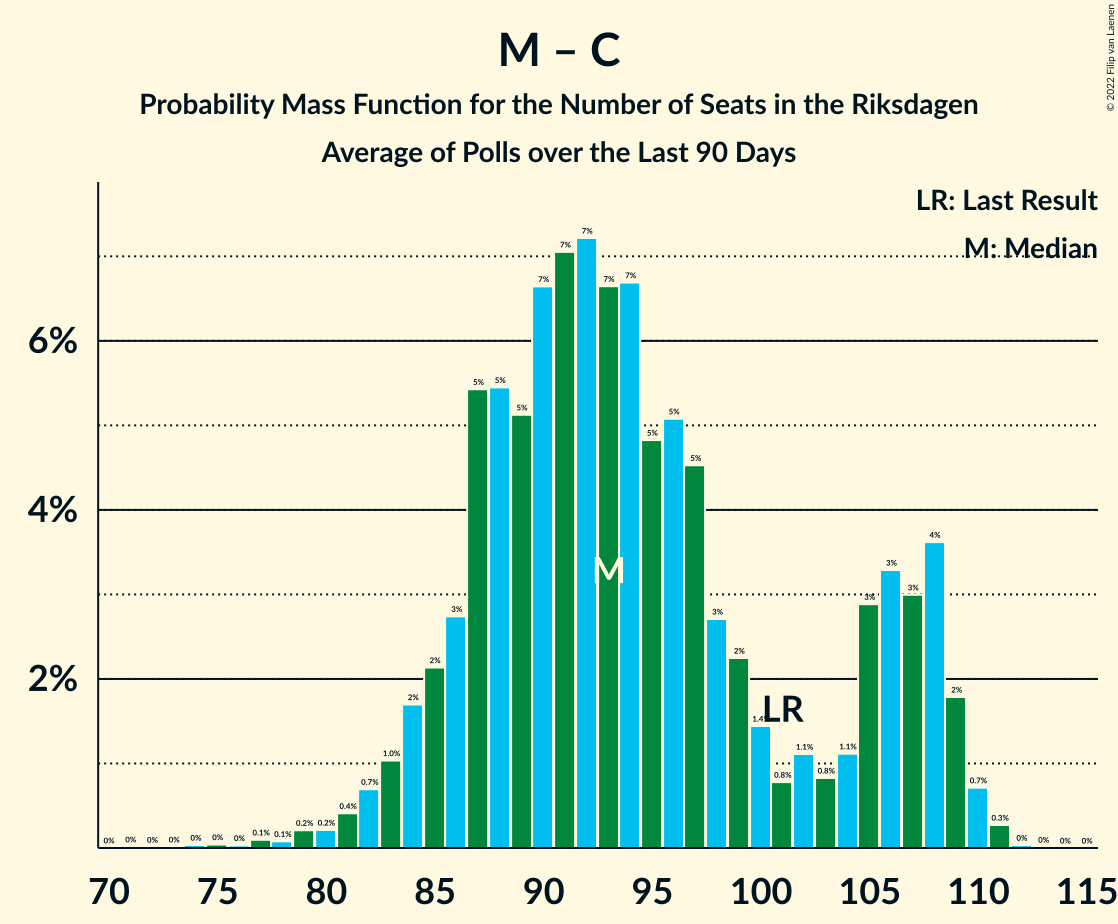 © 2022 Filip van Laenen
M – C
Probability Mass Function for the Number of Seats in the Riksdagen
Average of Polls over the Last 90 Days
LR: Last Result
M: Median
6%
4%
2%
0% 0% 0% 0% 0% 0% 0% 0.1% 0.1% 0.2% 0.2% 0.4% 0.7% 1.0% 2% 2% 3% 5% 5% 5% 7% 7% 7% 7% 7% 5% 5% 5% 3% 2% 1.4% 0.8% 1.1% 0.8% 1.1% 3% 3% 3% 4% 2% 0.7% 0.3% 0% 0% 0% 0%
M
LR
70 75 80 85 90 95 100 105 110 115